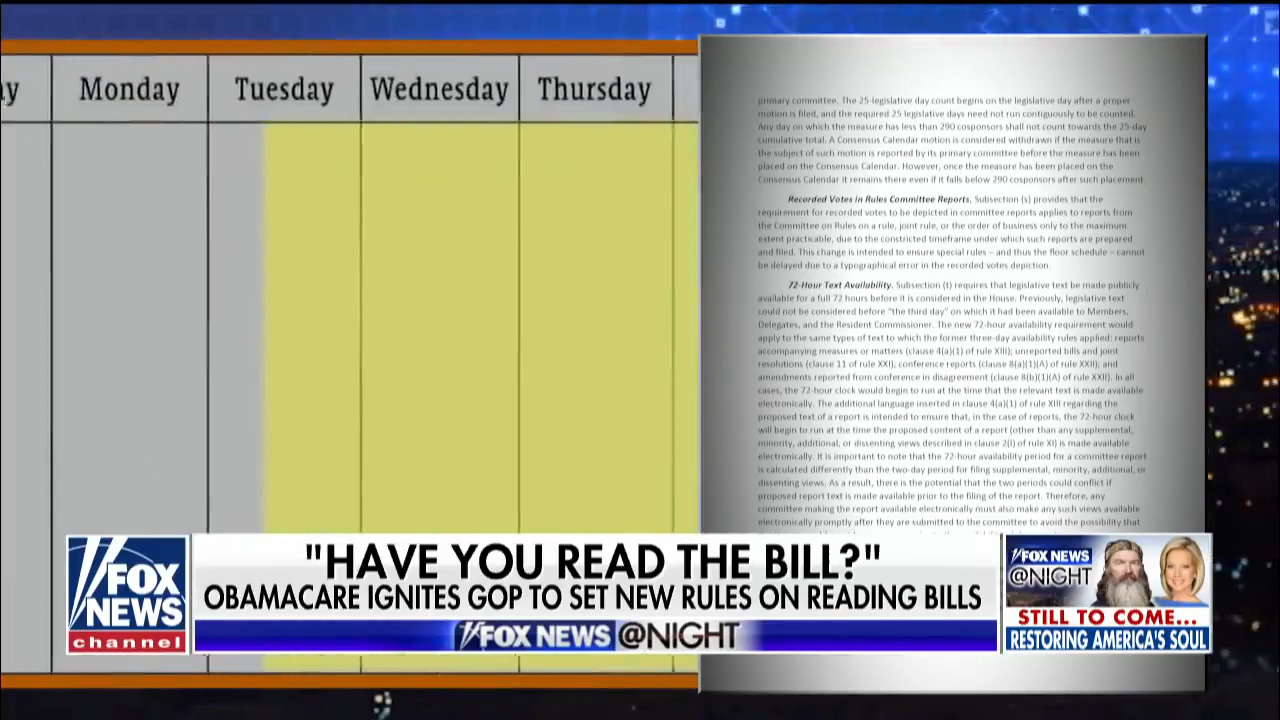 ay
Monday
Tuesday
Wednesday
Thursday
primary committee. The 25-legislative day count begins on the legislative day after a proper
motion is filed, and the required 25 legislative days need not run contiguously to be counted.
Any day on which the measure has less than 290 cosponsors shall not count towards the 25-day
cumulative total. A Consensus Calendar motion is considered withdrawn if the measure that is
the subject of such motion is reported by its primary committee before the measure has been
placed on the Consensus Calendar. However, once the measure has been placed on the
Consensus Calendar it remains there even if it falls below 290 cosponsors after such placement.
Recorded Votes in Rules Committee Reports. Subsection (s) provides that the
requirement for recorded votes to be depicted in committee reports applies to reports from
the Committee on Rules on a rule, joint rule, or the order of business only to the maximum
extent practicable, due to the constricted timeframe under which such reports are prepared
and filed. This change is intended to ensure special rules – and thus the floor schedule – cannot
be delayed due to a typographical error in the recorded votes depiction.
72-Hour Text Availability. Subsection (t) requires that legislative text be made publicly
available for a full 72 hours before it is considered in the House. Previously, legislative text
could not be considered before "the third day" on which it had been available to Members,
Delegates, and the Resident Commissioner. The new 72-hour availability requirement would
apply to the same types of text to which the former three-day availability rules applied: reports
accompanying measures or matters (clause 4(a)(1) of rule XIII); unreported bills and joint
resolutions (clause 11 of rule XXI); conference reports (clause 8(a)(1)(A) of rule XXII); and
amendments reported from conference in disagreement (clause 8(b)(1)(A) of rule XXII). In all
cases, the 72-hour clock would begin to run at the time that the relevant text is made available
electronically. The additional language inserted in clause 4(a)(1) of rule XIII regarding the
proposed text of a report is intended to ensure that, in the case of reports, the 72-hour clock
will begin to run at the time the proposed content of a report (other than any supplemental,
minority, additional, or dissenting views described in clause 2(l) of rule XI) is made available
electronically. It is important to note that the 72-hour availability period for a committee report
is calculated differently than the two-day period for filing supplemental, minority, additional, or
dissenting views. As a result, there is the potential that the two periods could conflict if
proposed report text is made available prior to the filing of the report. Therefore, any
committee making the report available electronically must also make any such views available
electronically promptly after they are submitted to the committee to avoid the possibility that
FOX
NEWS
channel
"HAVE YOU READ THE BILL?"
OBAMACARE IGNITES GOP TO SET NEW RULES ON READING BILLS
FOX NEWS @NIGHT
FOX NEWS
@NIGHT
STILL TO COME...
RESTORING AMERICA'S SOUL